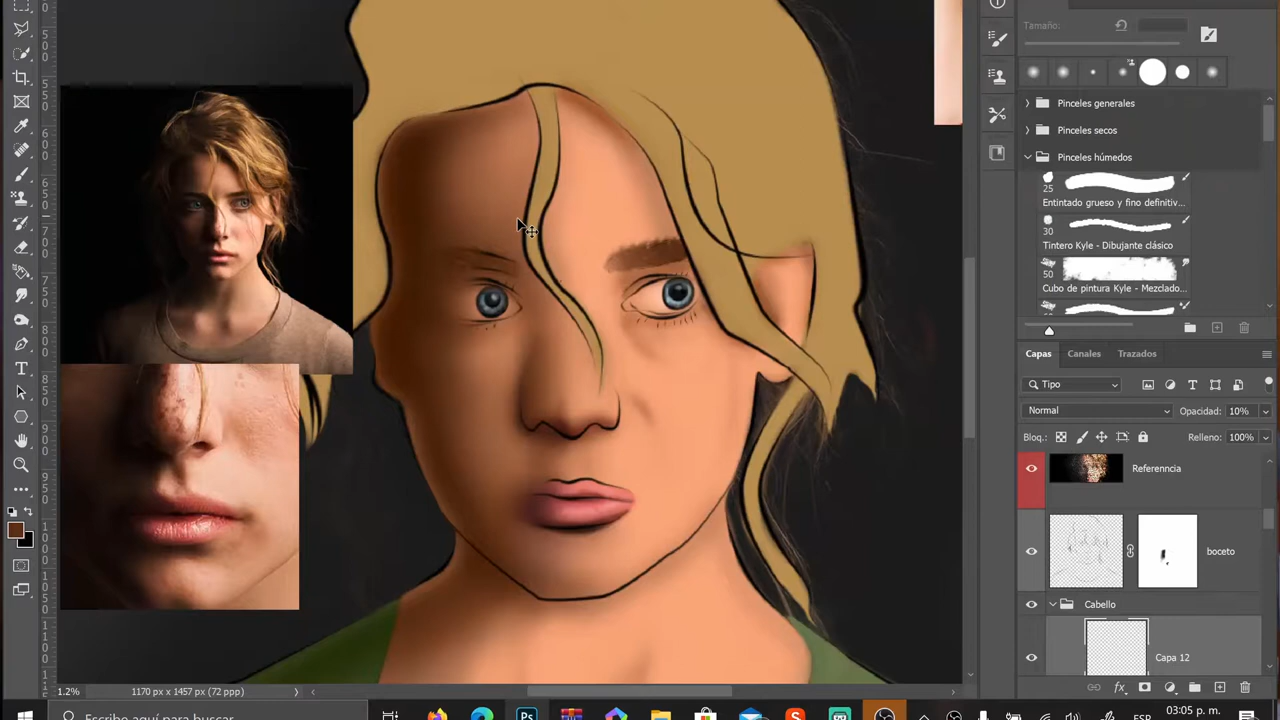 Tamaño:
Pinceles generales
Pinceles secos
Pinceles húmedos
25
Entintado grueso y fino definitiv...
30
Tintero Kyle - Dibujante clásico
50
Cubo de pintura Kyle - Mezclado...
Capas Canales Trazados
Tipo
Normal Opacidad: 10%
Bloq.: Relleno: 100%
Referenncia
boceto
Cabello
Capa 12
1.2% 1170 px x 1457 px (72 ppp)
Escribe aquí para buscar
ESP 03:05 p. m.